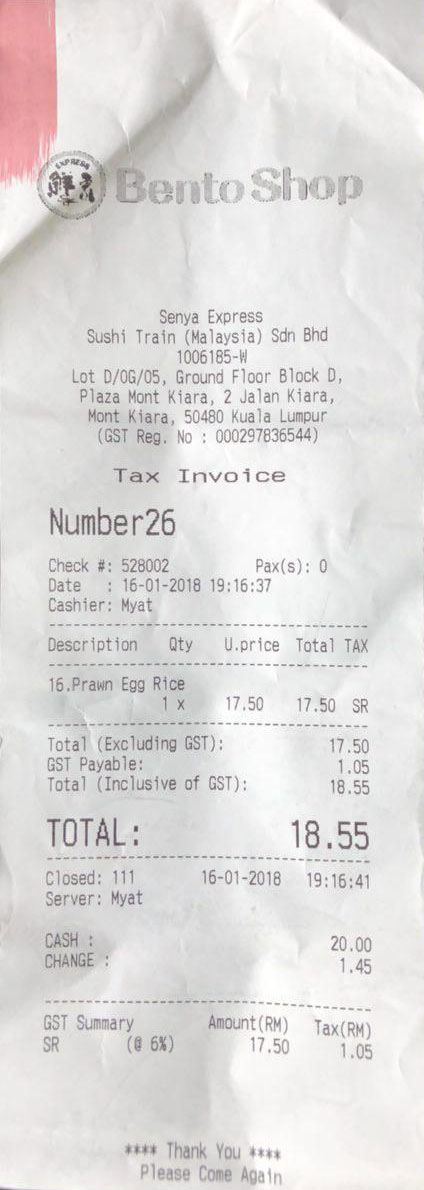 EXPRESS
Bento Shop
Senya Express
Sushi Train (Malaysia) Sdn Bhd
1006185-W
Lot D/0G/05, Ground Floor Block D,
Plaza Mont Kiara, 2 Jalan Kiara,
Mont Kiara, 50480 Kuala Lumpur
(GST Reg. No : 000297836544)
Tax Invoice
Number26
Check #: 528002 Pax(s): 0
Date : 16-01-2018 19:16:37
Cashier: Myat
Description Qty U.price Total TAX
16.Prawn Egg Rice
1 x 17.50 17.50 SR
Total (Excluding GST): 17.50
GST Payable: 1.05
Total (Inclusive of GST): 18.55
TOTAL: 18.55
Closed: 111 16-01-2018 19:16:41
Server: Myat
CASH : 20.00
CHANGE : 1.45
GST Summary Amount(RM) Tax(RM)
SR (@ 6%) 17.50 1.05
**** Thank You ****
Please Come Again